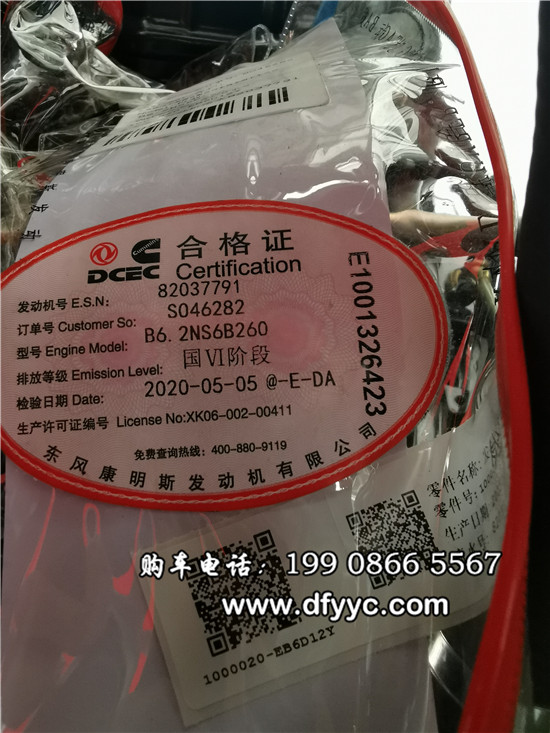 合格证
Cummins
DCEC Certification
发动机号 E.S.N: 82037791
订单号 Customer So: S046282
型号 Engine Model: B6.2NS6B260
排放等级 Emission Level: 国VI阶段
检验日期 Date: 2020-05-05 @-E-DA
生产许可证编号 License No:XK06-002-00411
免费查询热线: 400-880-9119
东风康明斯发动机有限公司
E1001326423
零件名称:
零件号:
生产日期
购车电话: 199 0866 5567
www.dfyyc.com
1000020-EB6D12Y